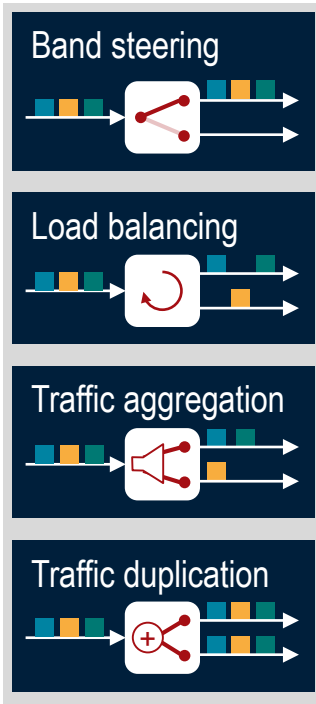 Band steering
Load balancing
Traffic aggregation
Traffic duplication